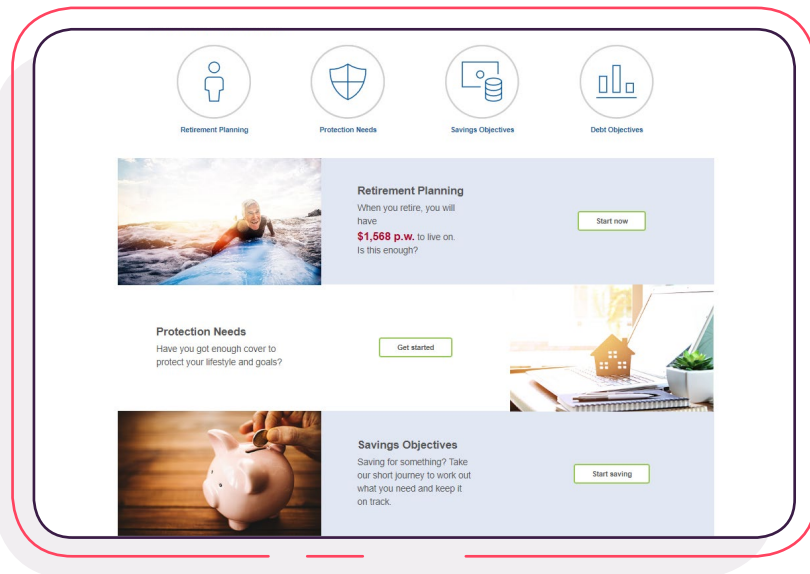 Retirement Planning
Protection Needs
Savings Objectives
Debt Objectives
Retirement Planning
When you retire, you will
have
$1,568 p.w. to live on.
Is this enough?
Start now
Protection Needs
Have you got enough cover to
protect your lifestyle and goals?
Get started
Savings Objectives
Saving for something? Take
our short journey to work out
what you need and keep it
on track.
Start saving